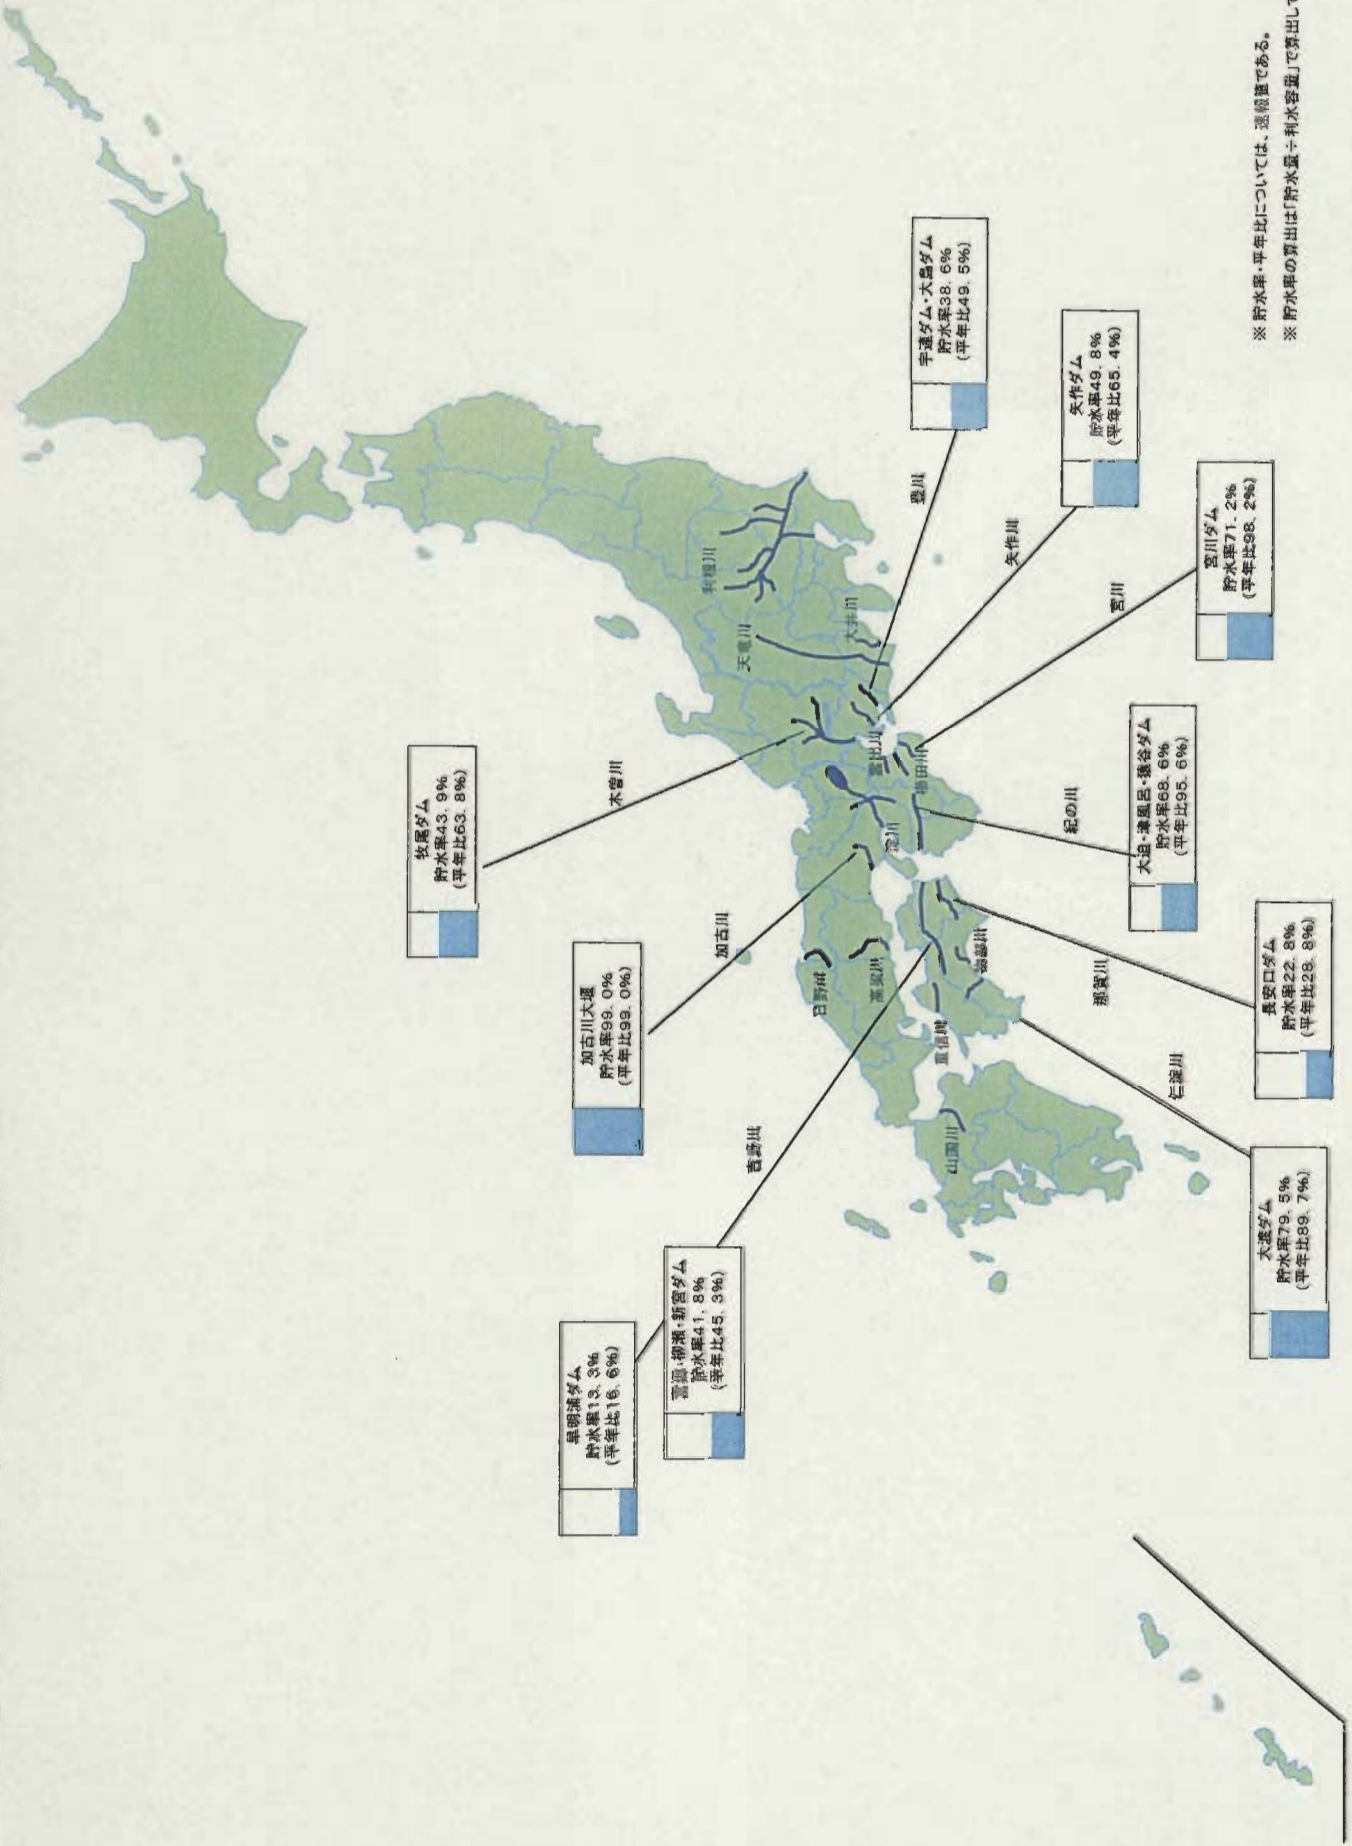 牧尾ダム
貯水率43.9%
(平年比63.8%)
木曽川
加古川大堰
貯水率99.0%
(平年比99.0%)
加古川
早明浦ダム
貯水率13.3%
(平年比16.6%)
富郷・柳瀬・新宮ダム
貯水率41.8%
(平年比45.3%)
吉野川
利根川
天竜川
大井川
雲出川
櫛田川
淀川
日野川
高梁川
重信川
物部川
山国川
豊川
宇連ダム・大島ダム
貯水率38.6%
(平年比49.5%)
矢作川
矢作ダム
貯水率49.8%
(平年比65.4%)
宮川
宮川ダム
貯水率71.2%
(平年比98.2%)
紀の川
大迫・津風呂・猿谷ダム
貯水率68.6%
(平年比95.6%)
那賀川
長安口ダム
貯水率22.8%
(平年比28.8%)
仁淀川
大渡ダム
貯水率79.5%
(平年比89.7%)
※貯水率・平年比については、速報値である。
※貯水率の算出は「貯水量÷利水容量」で算出して